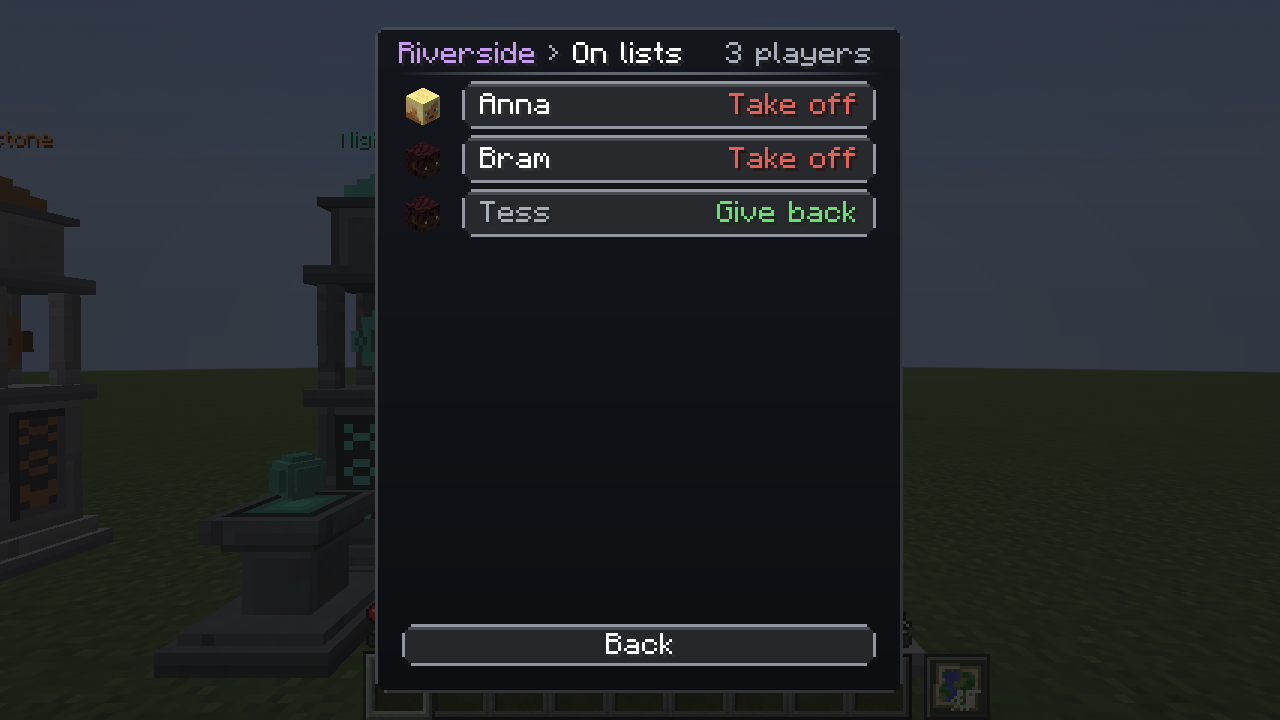 Riverside > On lists 3 players
Anna Take off
Bram Take off
Tess Give back
Back